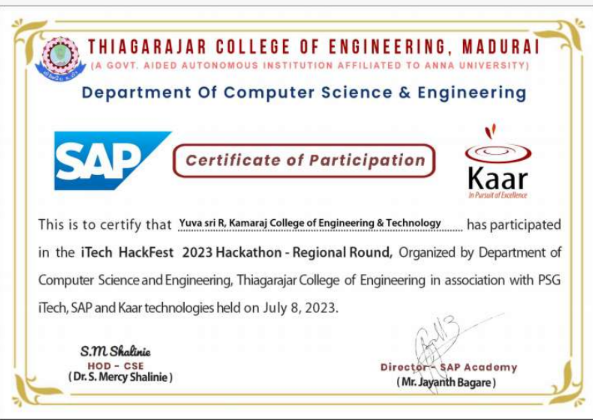 THIAGARAJAR COLLEGE OF ENGINEERING, MADURAI
(A GOVT. AIDED AUTONOMOUS INSTITUTION AFFILIATED TO ANNA UNIVERSITY)
Department Of Computer Science & Engineering
SAP
Certificate of Participation
Kaar
In Pursuit of Excellence
This is to certify that Yuva sri R, Kamaraj College of Engineering & Technology has participated
in the iTech HackFest 2023 Hackathon - Regional Round, Organized by Department of
Computer Science and Engineering, Thiagarajar College of Engineering in association with PSG
iTech, SAP and Kaar technologies held on July 8, 2023.
S.M Shalinie
HOD - CSE
(Dr. S. Mercy Shalinie)
Director - SAP Academy
(Mr. Jayanth Bagare)